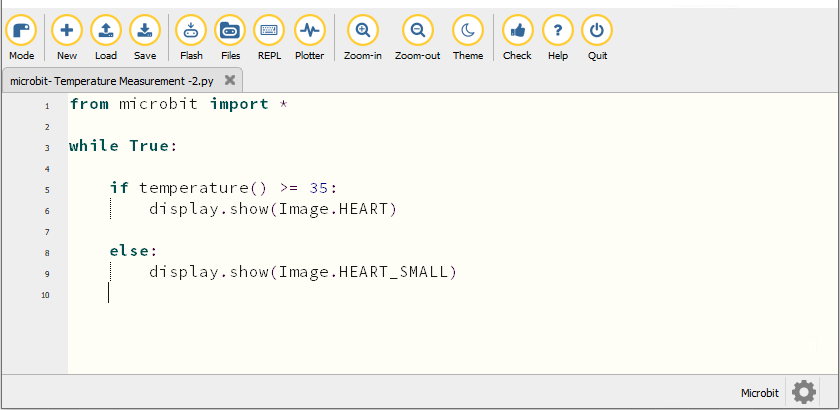 Mode New Load Save Flash Files REPL Plotter Zoom-in Zoom-out Theme Check Help Quit
microbit- Temperature Measurement -2.py
1 from microbit import *
2
3 while True:
4
5 if temperature() >= 35:
6 display.show(Image.HEART)
7
8 else:
9 display.show(Image.HEART_SMALL)
10
Microbit